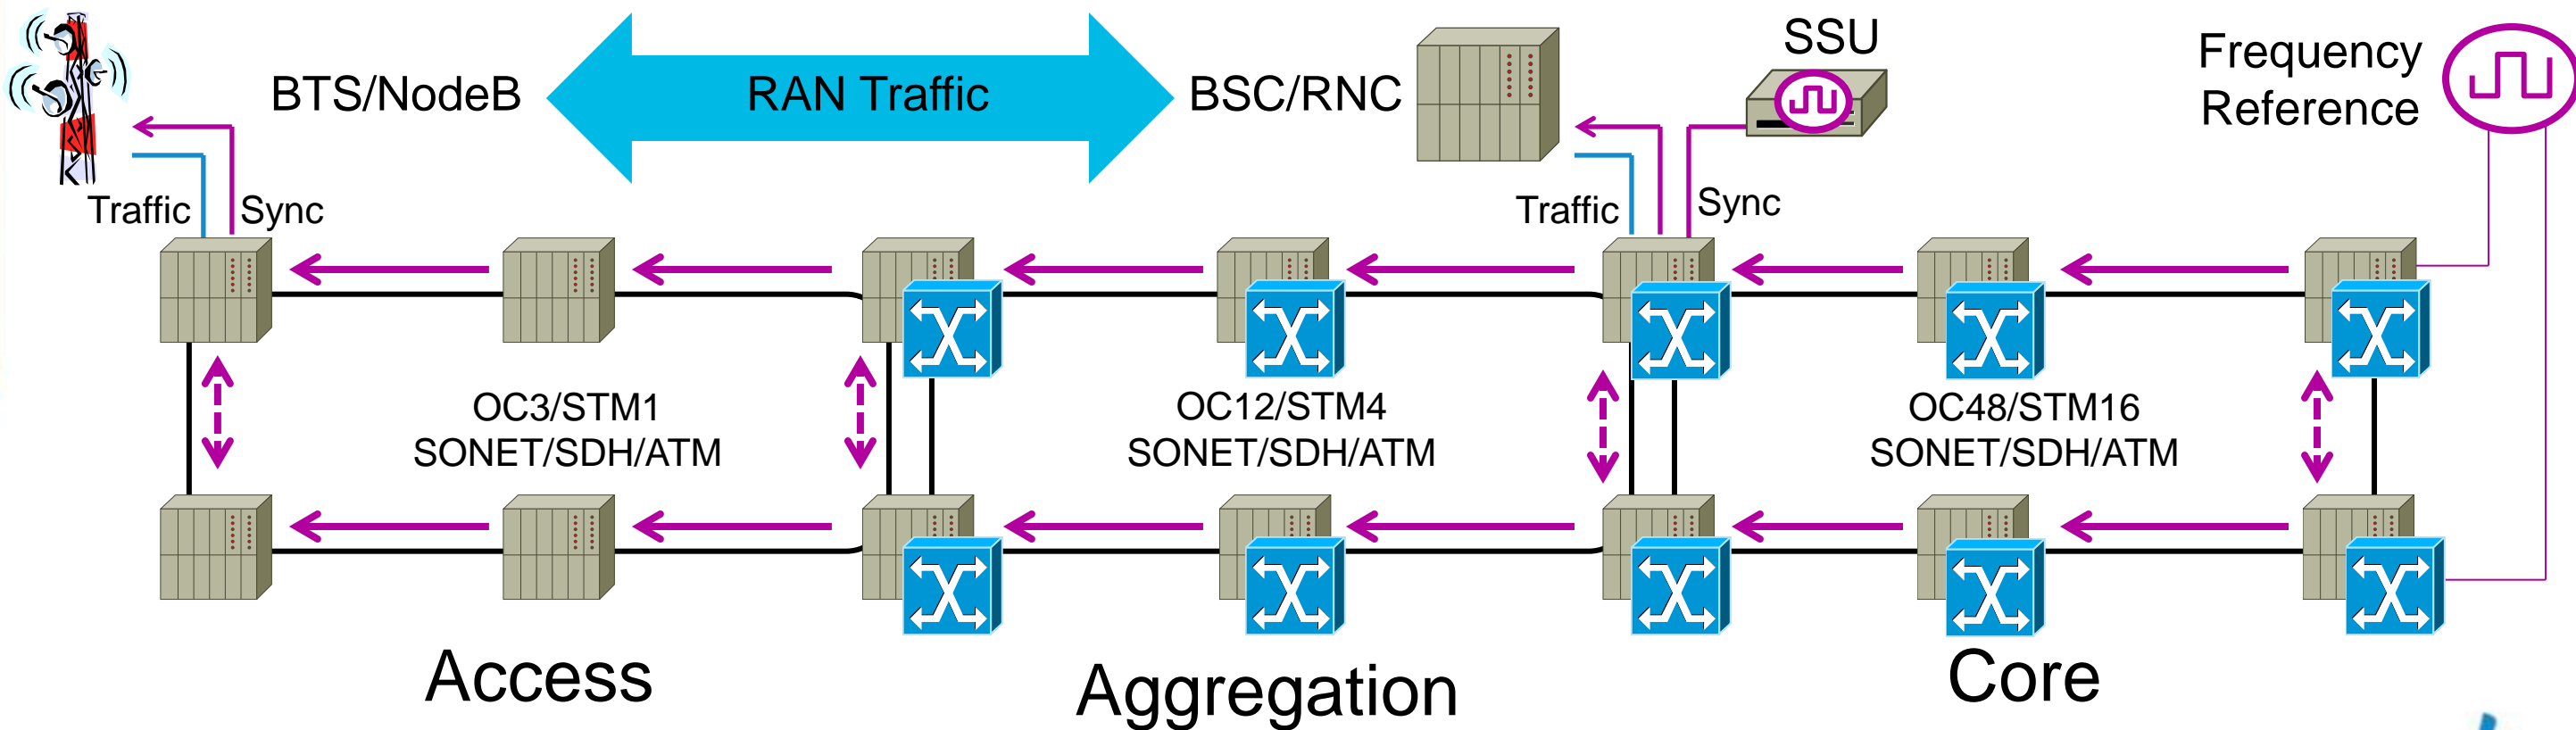 BTS/NodeB
RAN Traffic
BSC/RNC
SSU
Frequency
Reference
Traffic
Sync
Traffic
Sync
OC3/STM1
SONET/SDH/ATM
OC12/STM4
SONET/SDH/ATM
OC48/STM16
SONET/SDH/ATM
Access
Aggregation
Core